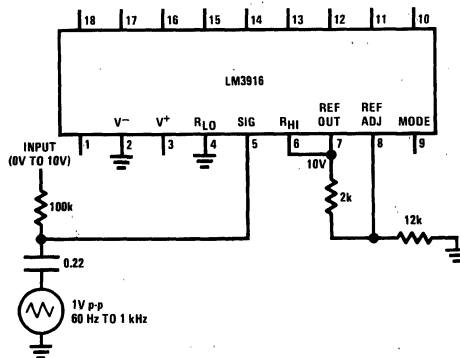 18 17 16 15 14 13 12 11 10
LM3916
V− V+ RLO SIG RHI REF OUT REF ADJ MODE
1 2 3 4 5 6 7 8 9
INPUT
(0V TO 10V)
10V
100k
2k
12k
0.22
1V p-p
60 Hz TO 1 kHz